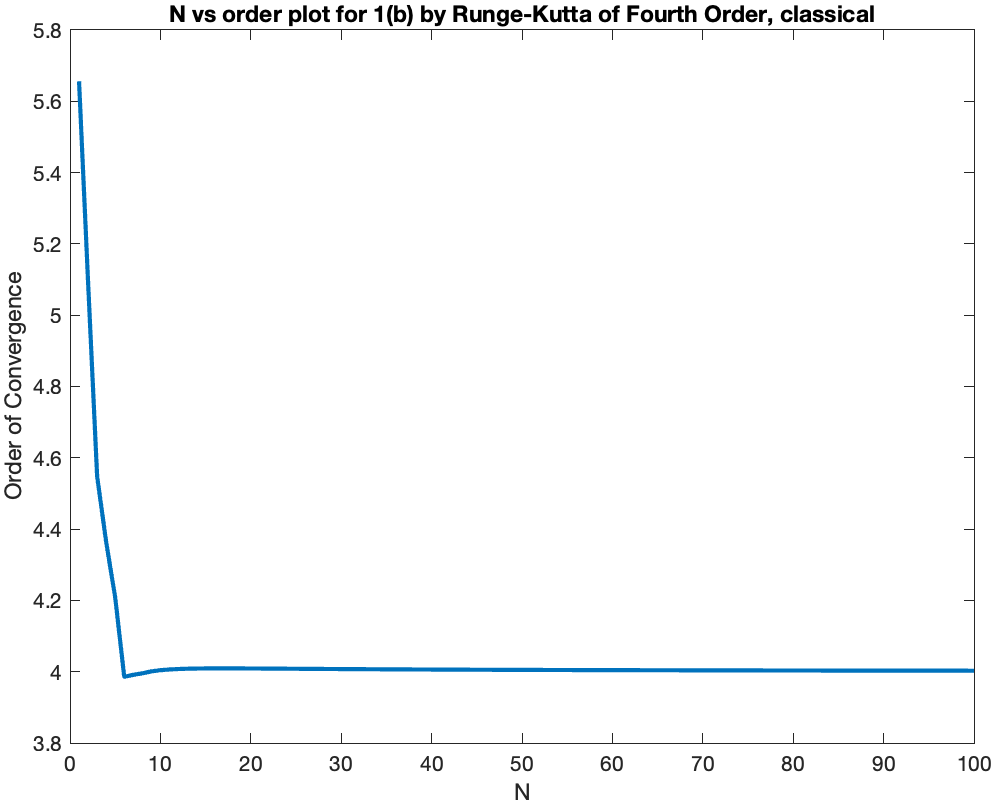 N vs order plot for 1(b) by Runge-Kutta of Fourth Order, classical
Order of Convergence
5.8
5.6
5.4
5.2
5
4.8
4.6
4.4
4.2
4
3.8
0 10 20 30 40 50 60 70 80 90 100
N